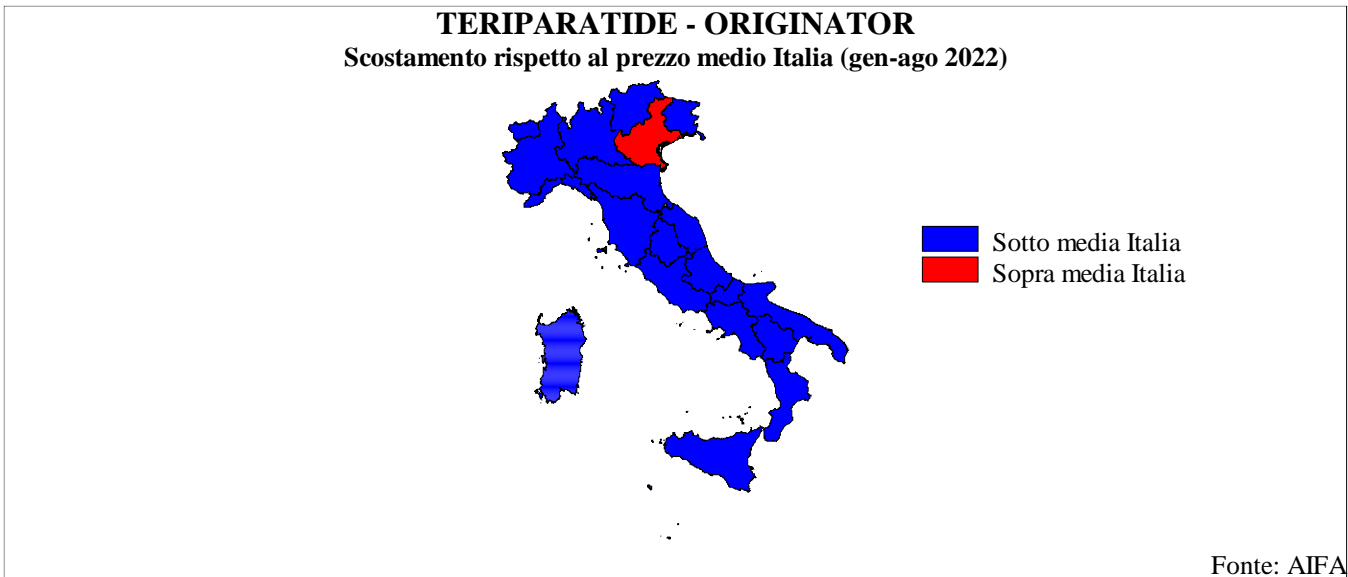 TERIPARATIDE - ORIGINATOR
Scostamento rispetto al prezzo medio Italia (gen-ago 2022)
Sotto media Italia
Sopra media Italia
Fonte: AIFA